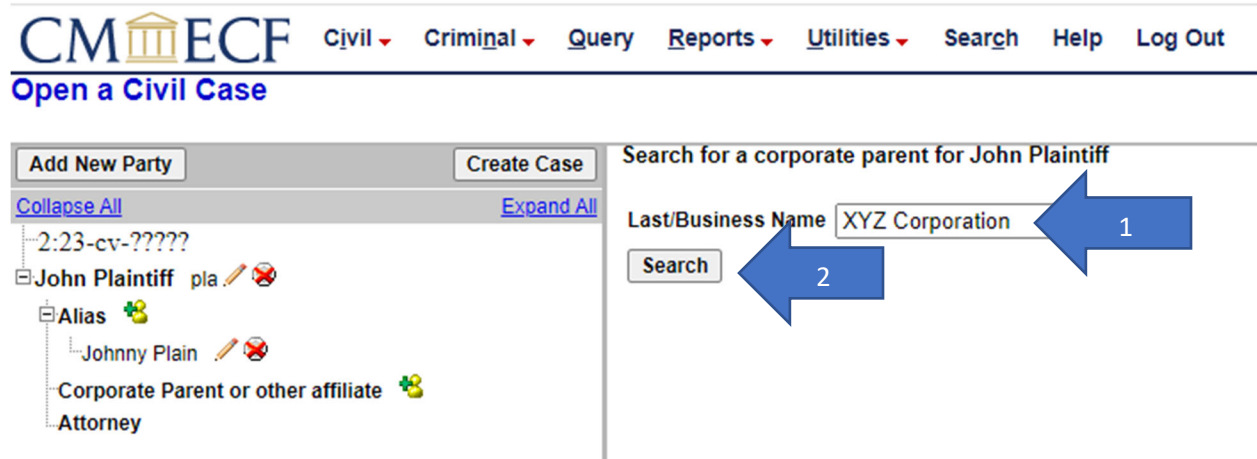 CM ECF Civil Criminal Query Reports Utilities Search Help Log Out
Open a Civil Case
Add New Party Create Case
Collapse All Expand All
2:23-cv-?????
John Plaintiff pla
Alias
Johnny Plain
Corporate Parent or other affiliate
Attorney
Search for a corporate parent for John Plaintiff
Last/Business Name XYZ Corporation 1
Search 2